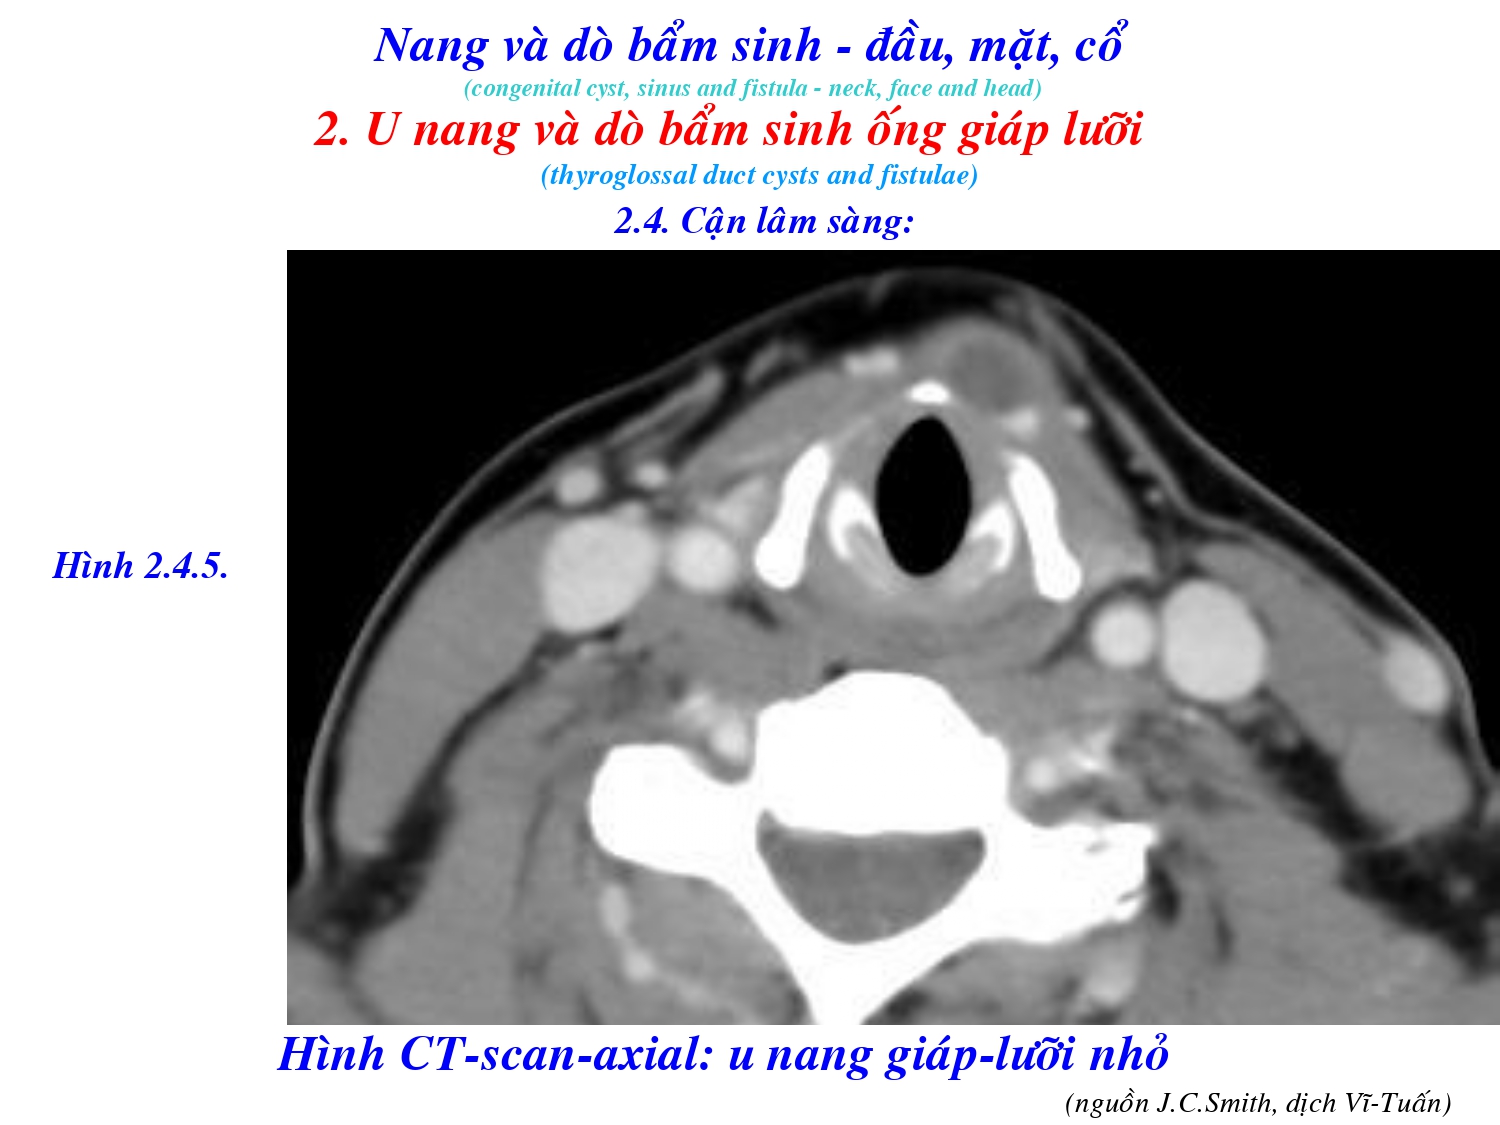 Nang và dò bẩm sinh - đầu, mặt, cổ
(congenital cyst, sinus and fistula - neck, face and head)
2. U nang và dò bẩm sinh ống giáp lưỡi
(thyroglossal duct cysts and fistulae)
2.4. Cận lâm sàng:
Hình 2.4.5.
Hình CT-scan-axial: u nang giáp-lưỡi nhỏ
(nguồn J.C.Smith, dịch Vĩ-Tuấn)